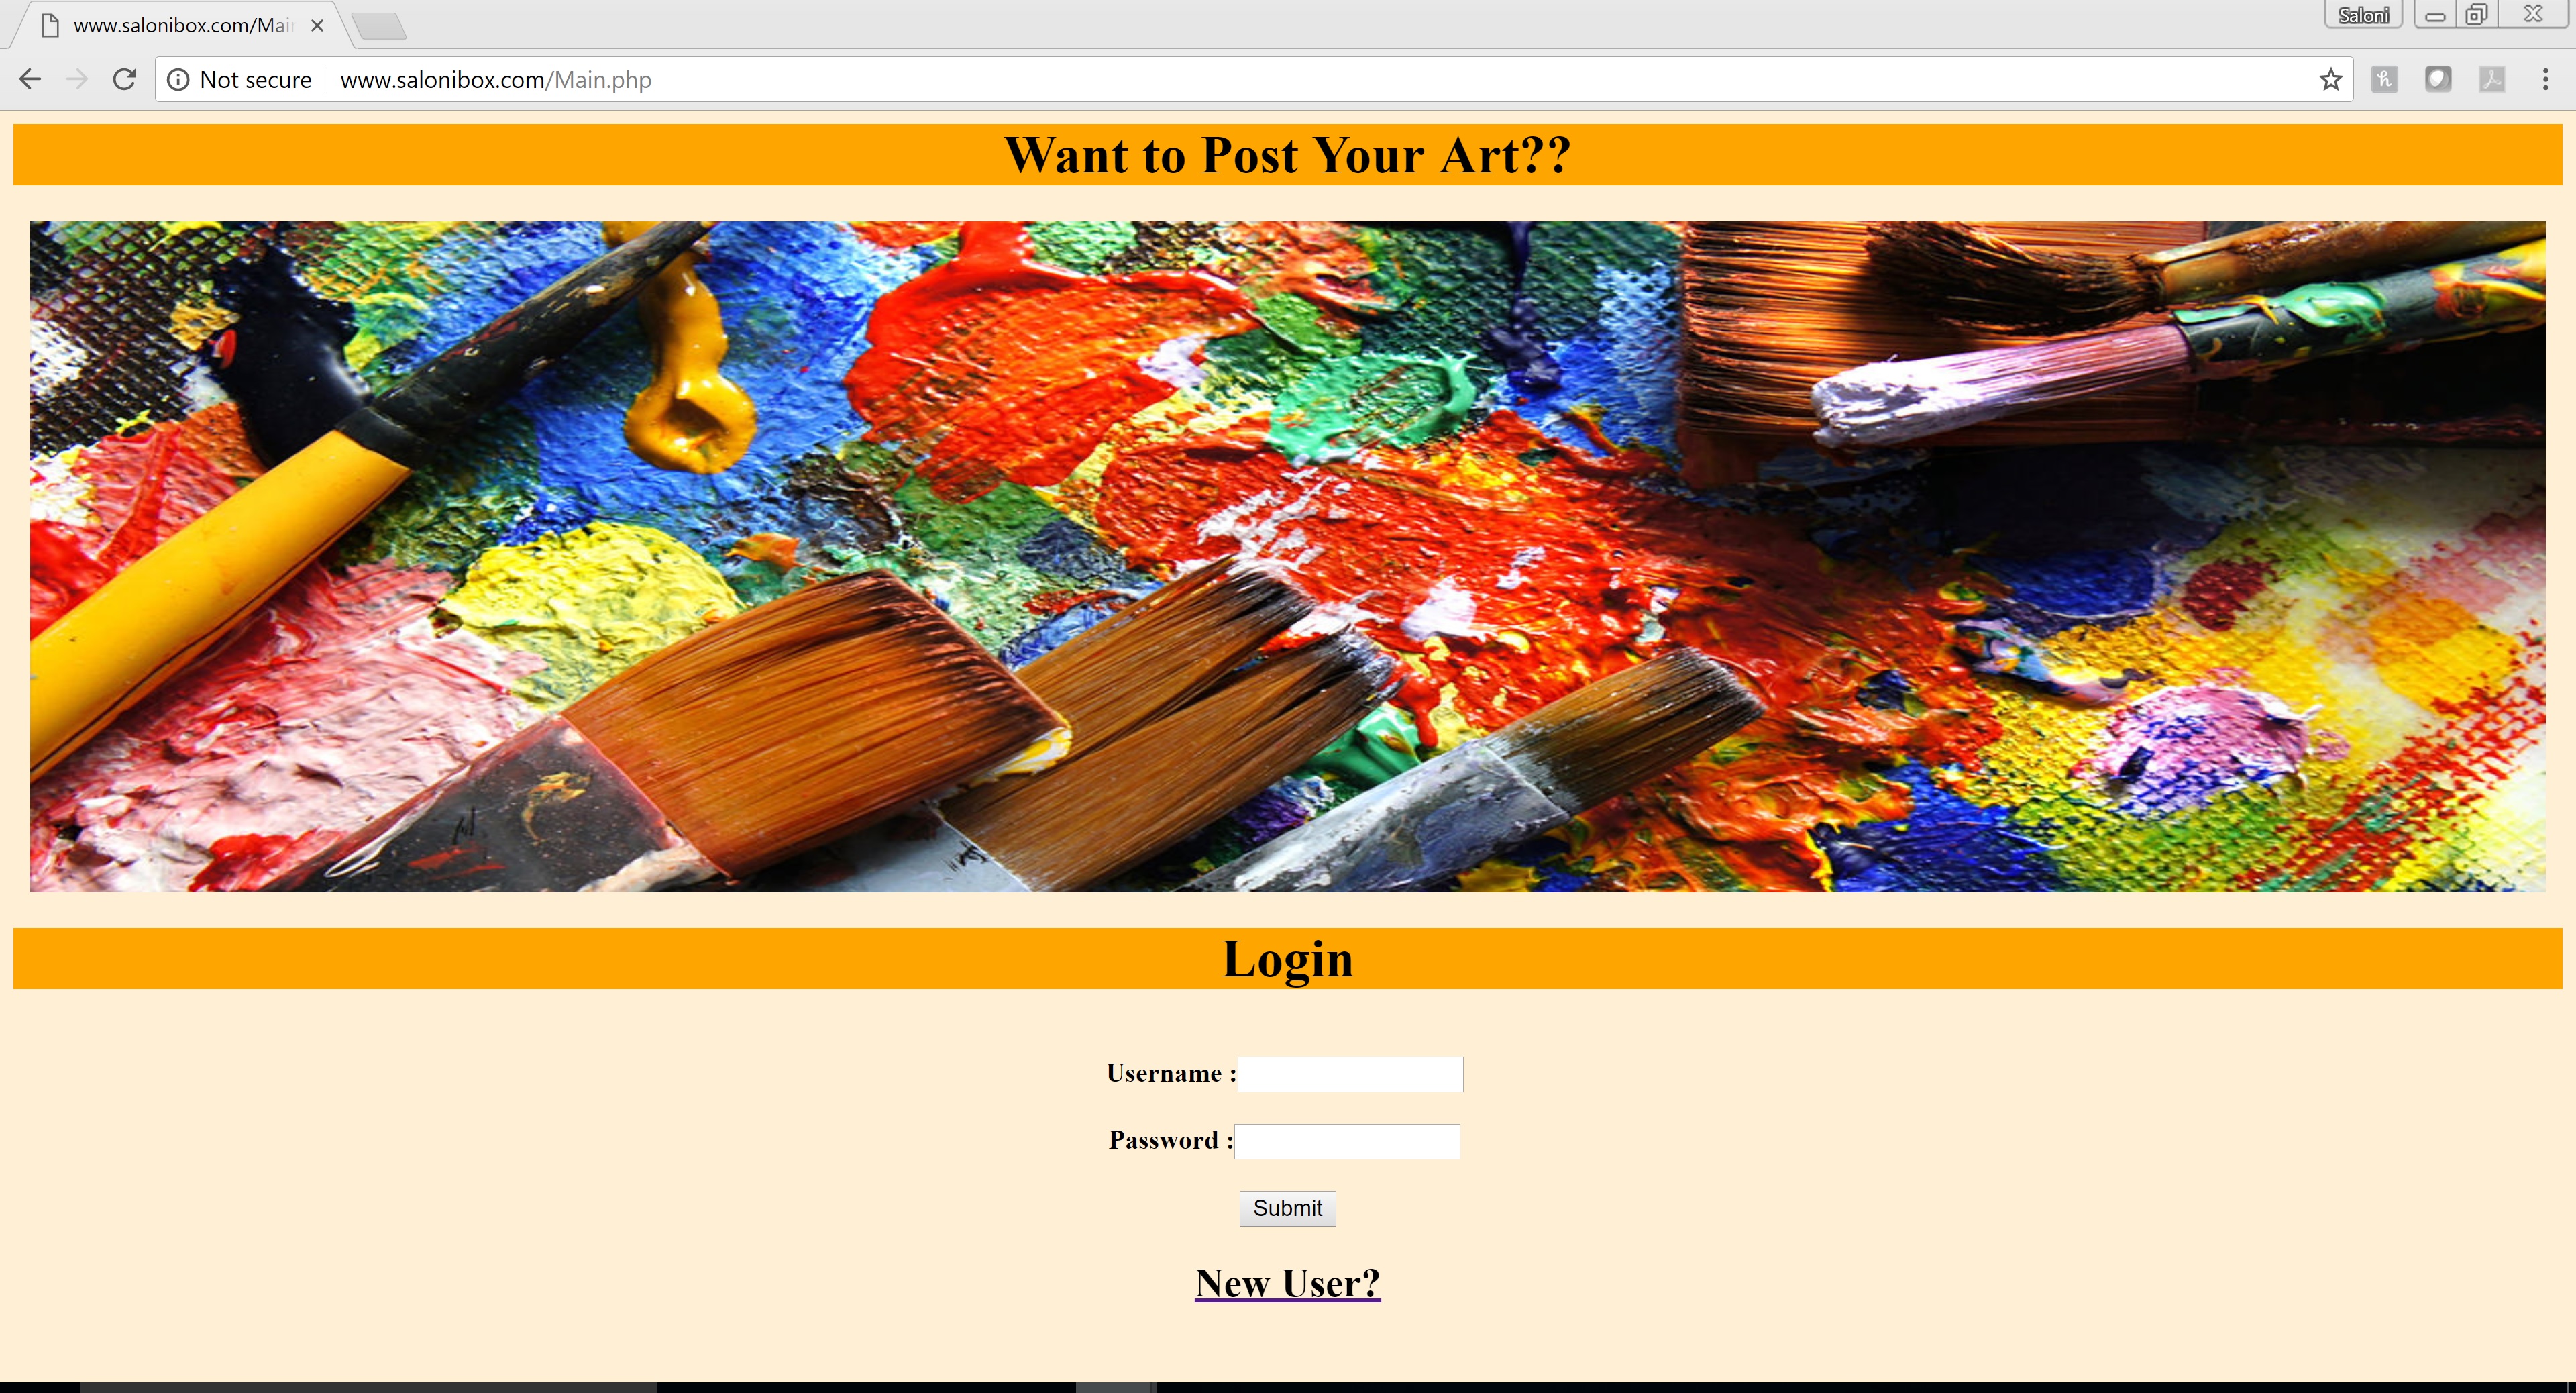 www.salonibox.com/Mai
Saloni
Not secure www.salonibox.com/Main.php
Want to Post Your Art??
Login
Username :
Password :
Submit
New User?